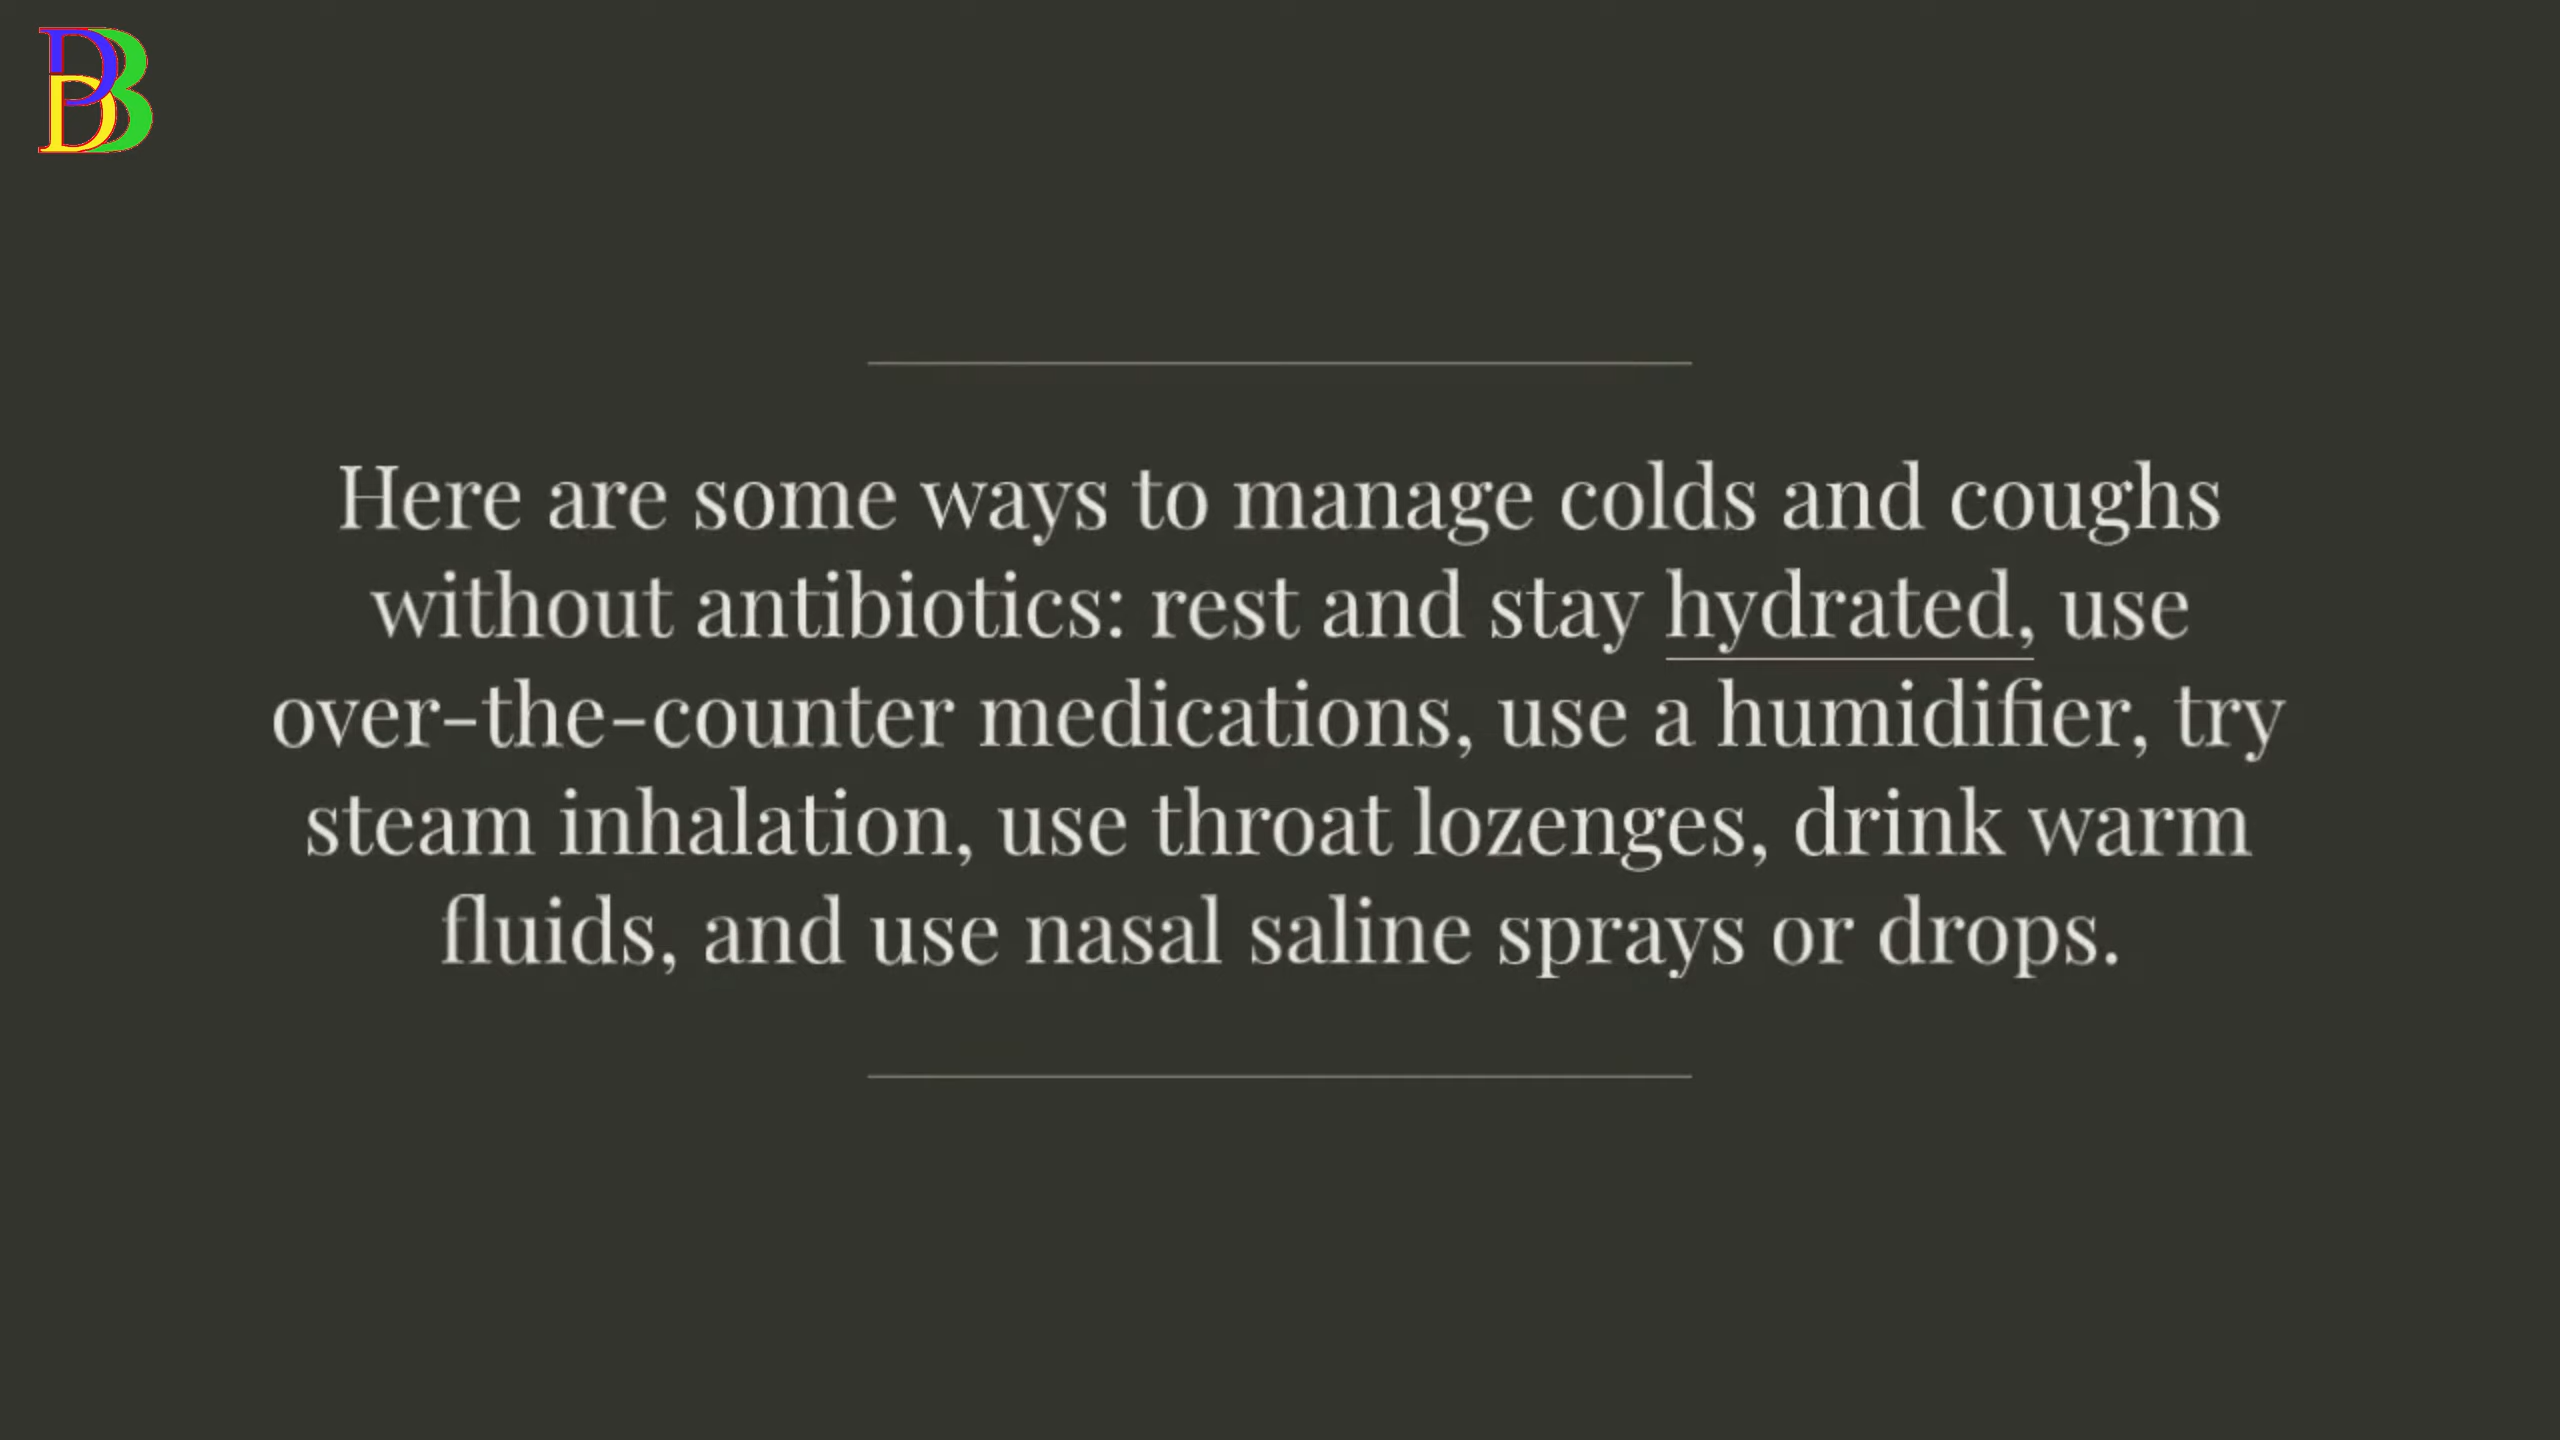 Here are some ways to manage colds and coughs
without antibiotics: rest and stay hydrated, use
over-the-counter medications, use a humidifier, try
steam inhalation, use throat lozenges, drink warm
fluids, and use nasal saline sprays or drops.